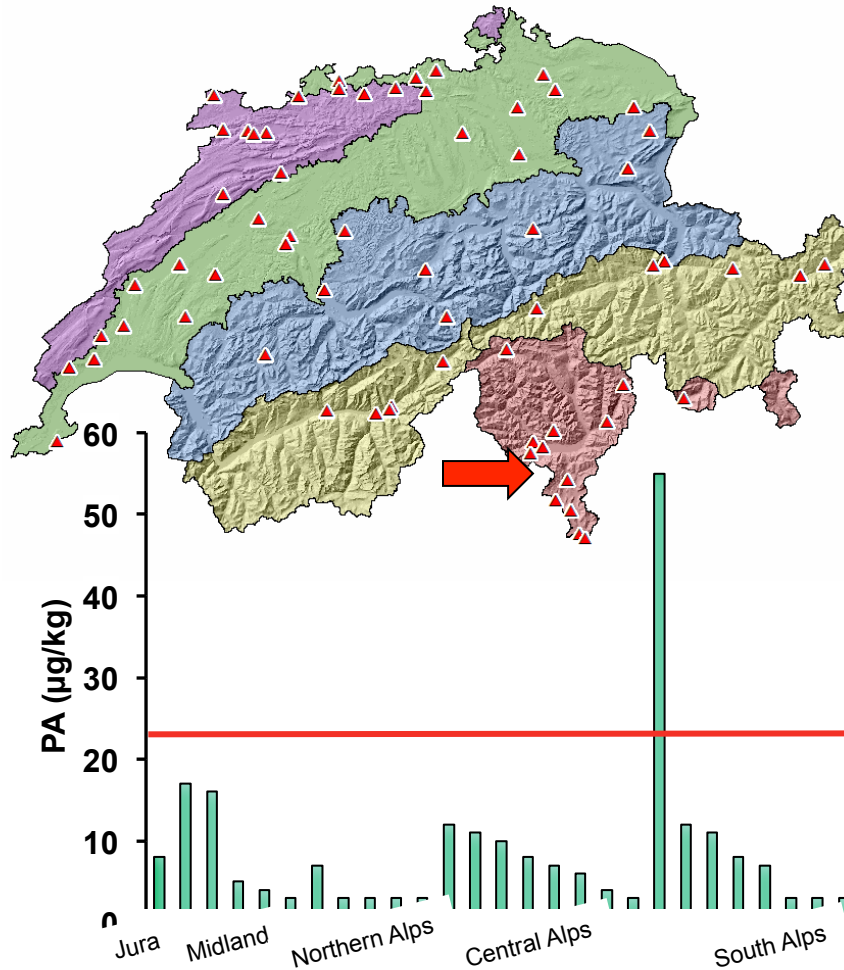 60
50
40
30
20
10
0
PA (µg/kg)
Jura
Midland
Northern Alps
Central Alps
South Alps